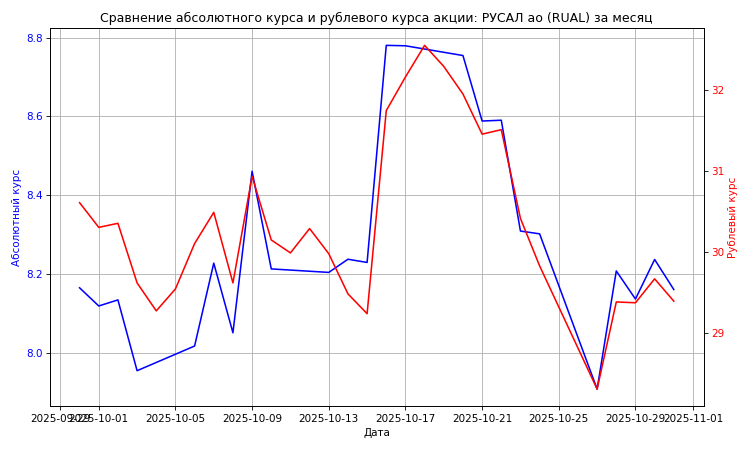 Сравнение абсолютного курса и рублевого курса акции: РУСАЛ ао (RUAL) за месяц
8.8
8.6
8.4
8.2
8.0
Абсолютный курс
32
31
30
29
Рублевый курс
2025-09-29 2025-10-01 2025-10-05 2025-10-09 2025-10-13 2025-10-17 2025-10-21 2025-10-25 2025-10-29 2025-11-01
Дата